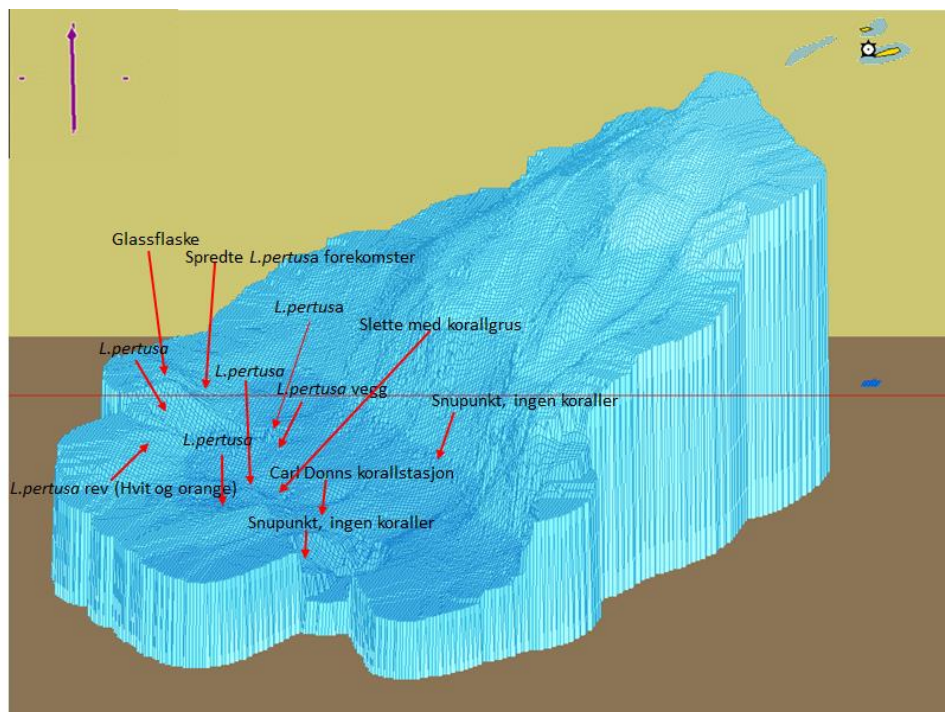 Glassflaske
Spredte L.pertusa forekomster
L.pertusa
Slette med korallgrus
L.pertusa
L.pertusa
L.pertusa vegg
Snupunkt, ingen koraller
L.pertusa
Carl Donns korallstasjon
L.pertusa rev (Hvit og orange)
Snupunkt, ingen koraller